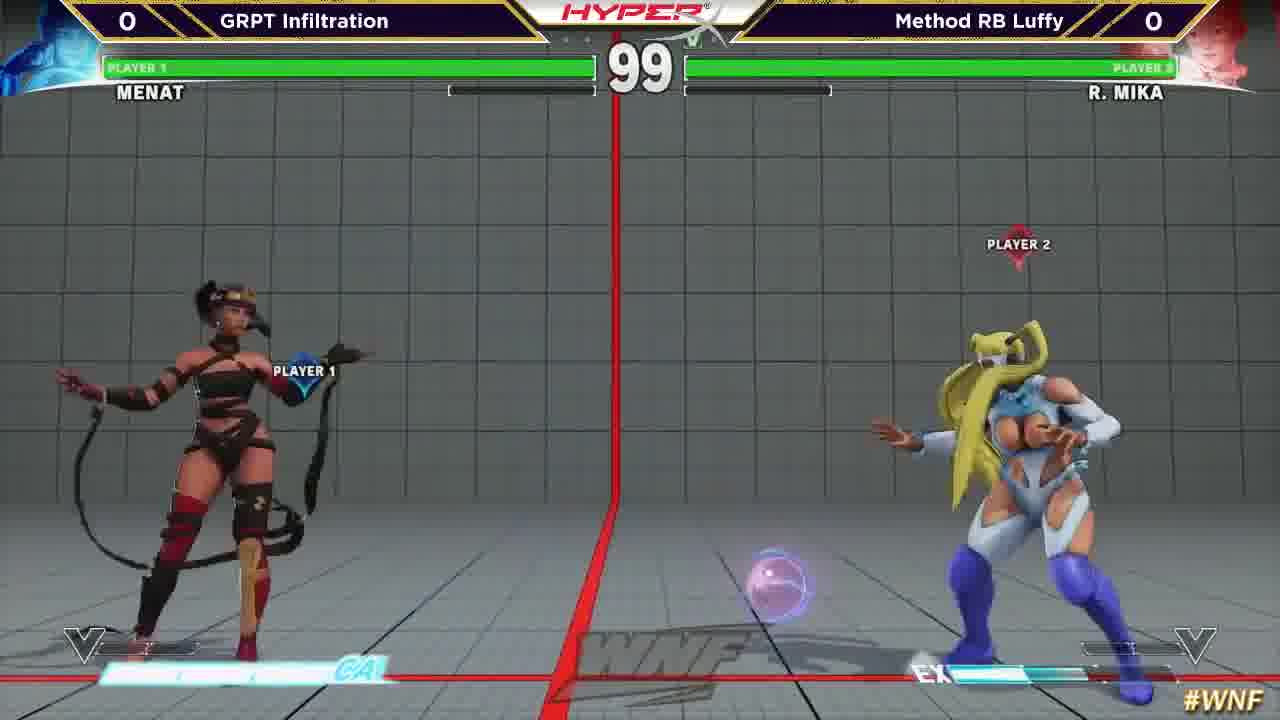 0 GRPT Infiltration HYPERX Method RB Luffy 0
PLAYER 1 99 PLAYER 2
MENAT R. MIKA
PLAYER 2
PLAYER 1
WNF
CA
EX
#WNF